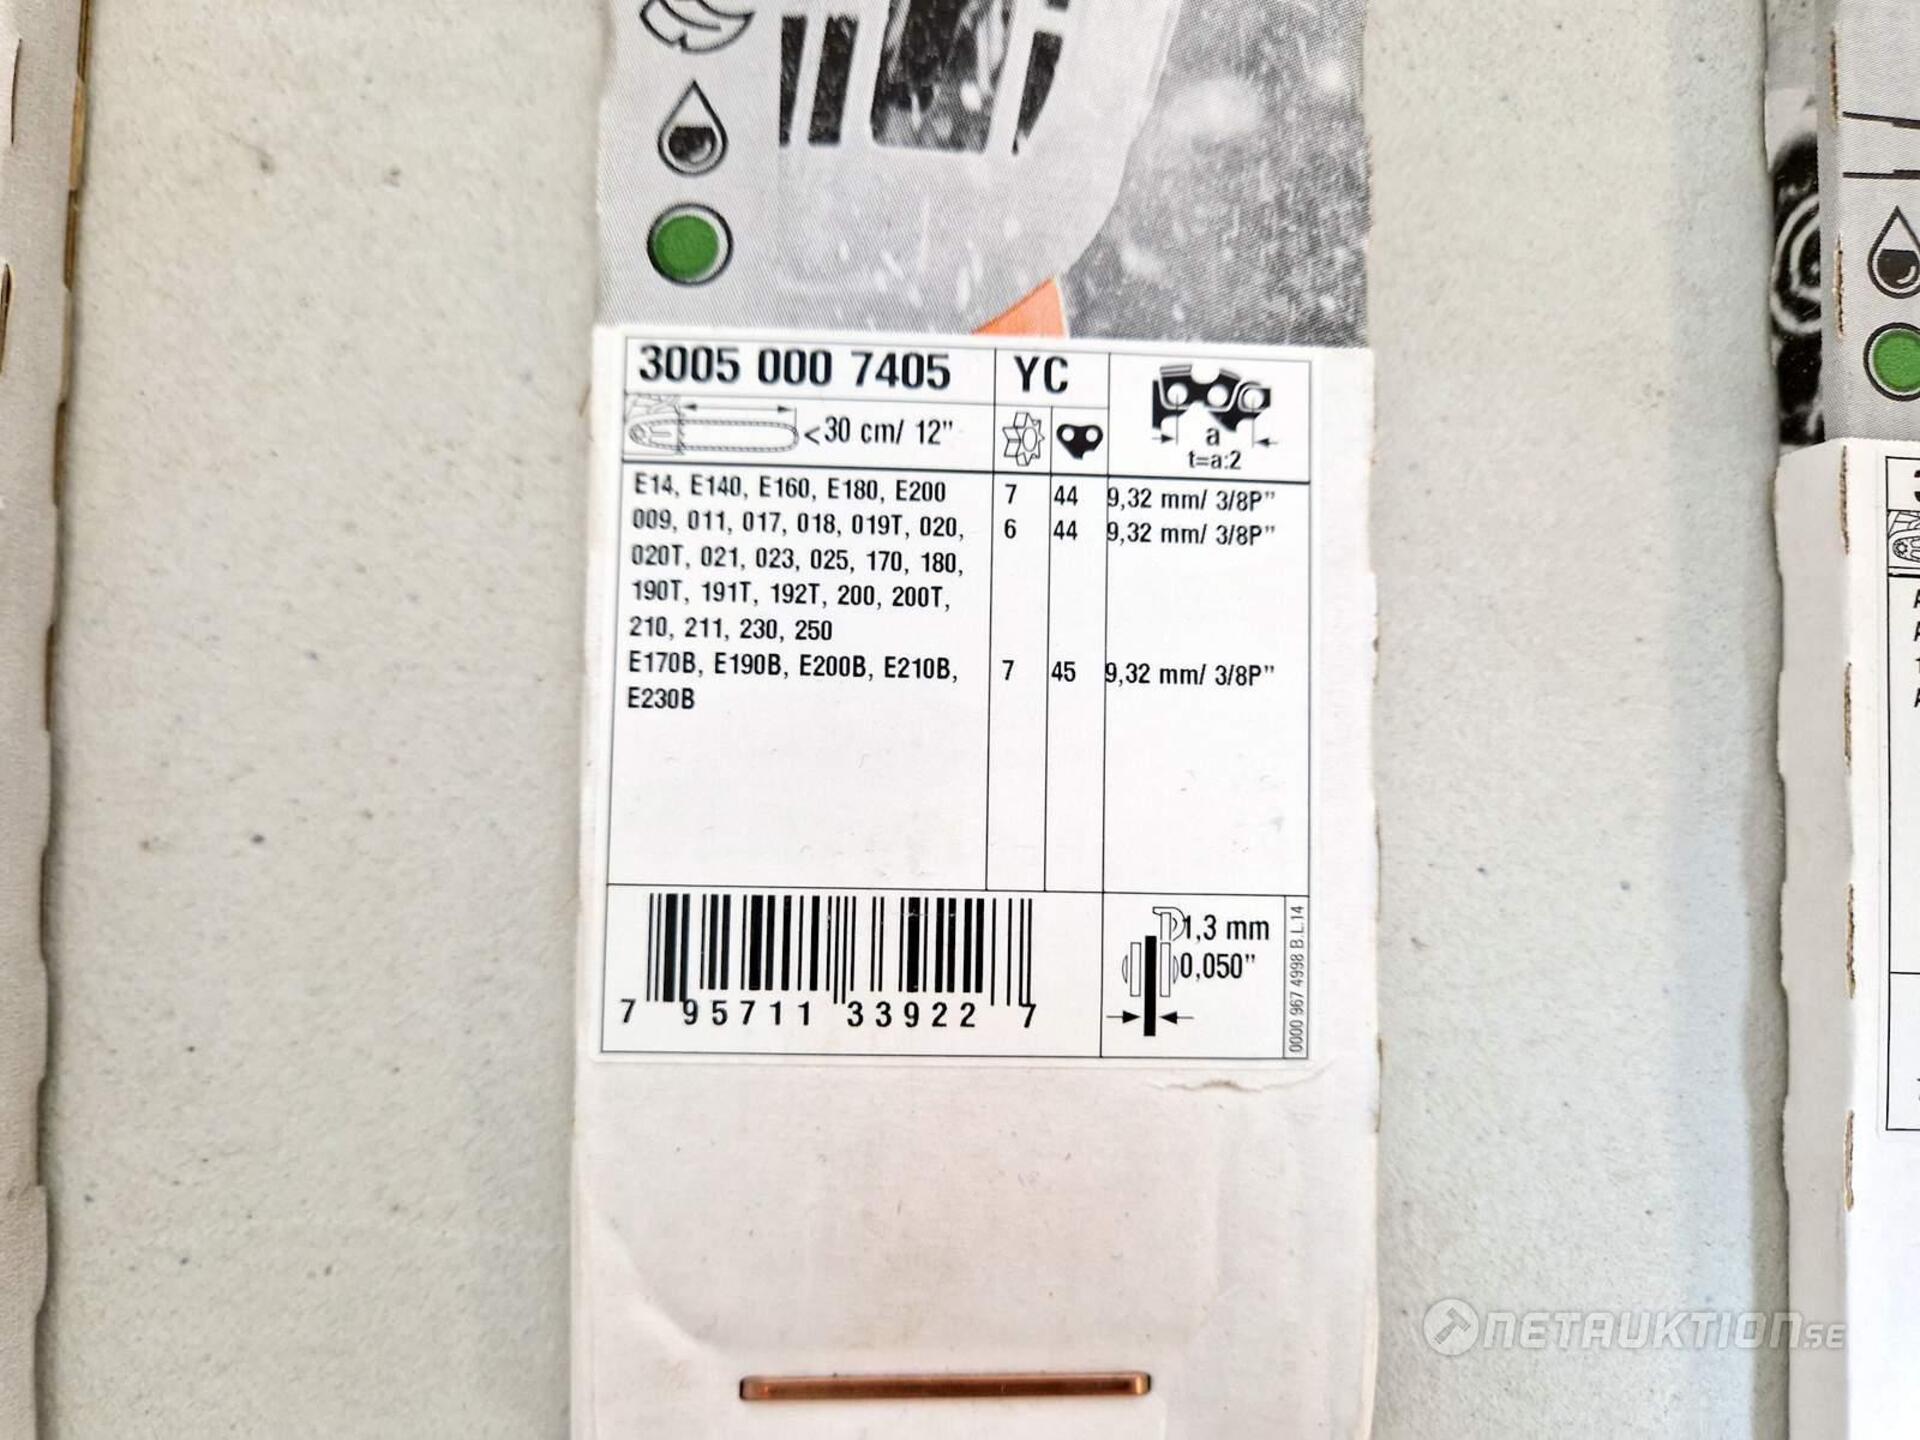 3005 000 7405 YC
<30 cm/ 12”
a
t=a:2
E14, E140, E160, E180, E200 7 44 9,32 mm/ 3/8P”
009, 011, 017, 018, 019T, 020, 6 44 9,32 mm/ 3/8P”
020T, 021, 023, 025, 170, 180,
190T, 191T, 192T, 200, 200T,
210, 211, 230, 250
E170B, E190B, E200B, E210B, 7 45 9,32 mm/ 3/8P”
E230B
1,3 mm
0,050”
0000 967 4998 B.L.14
7 95711 33922 7
NETAUKTION.SE